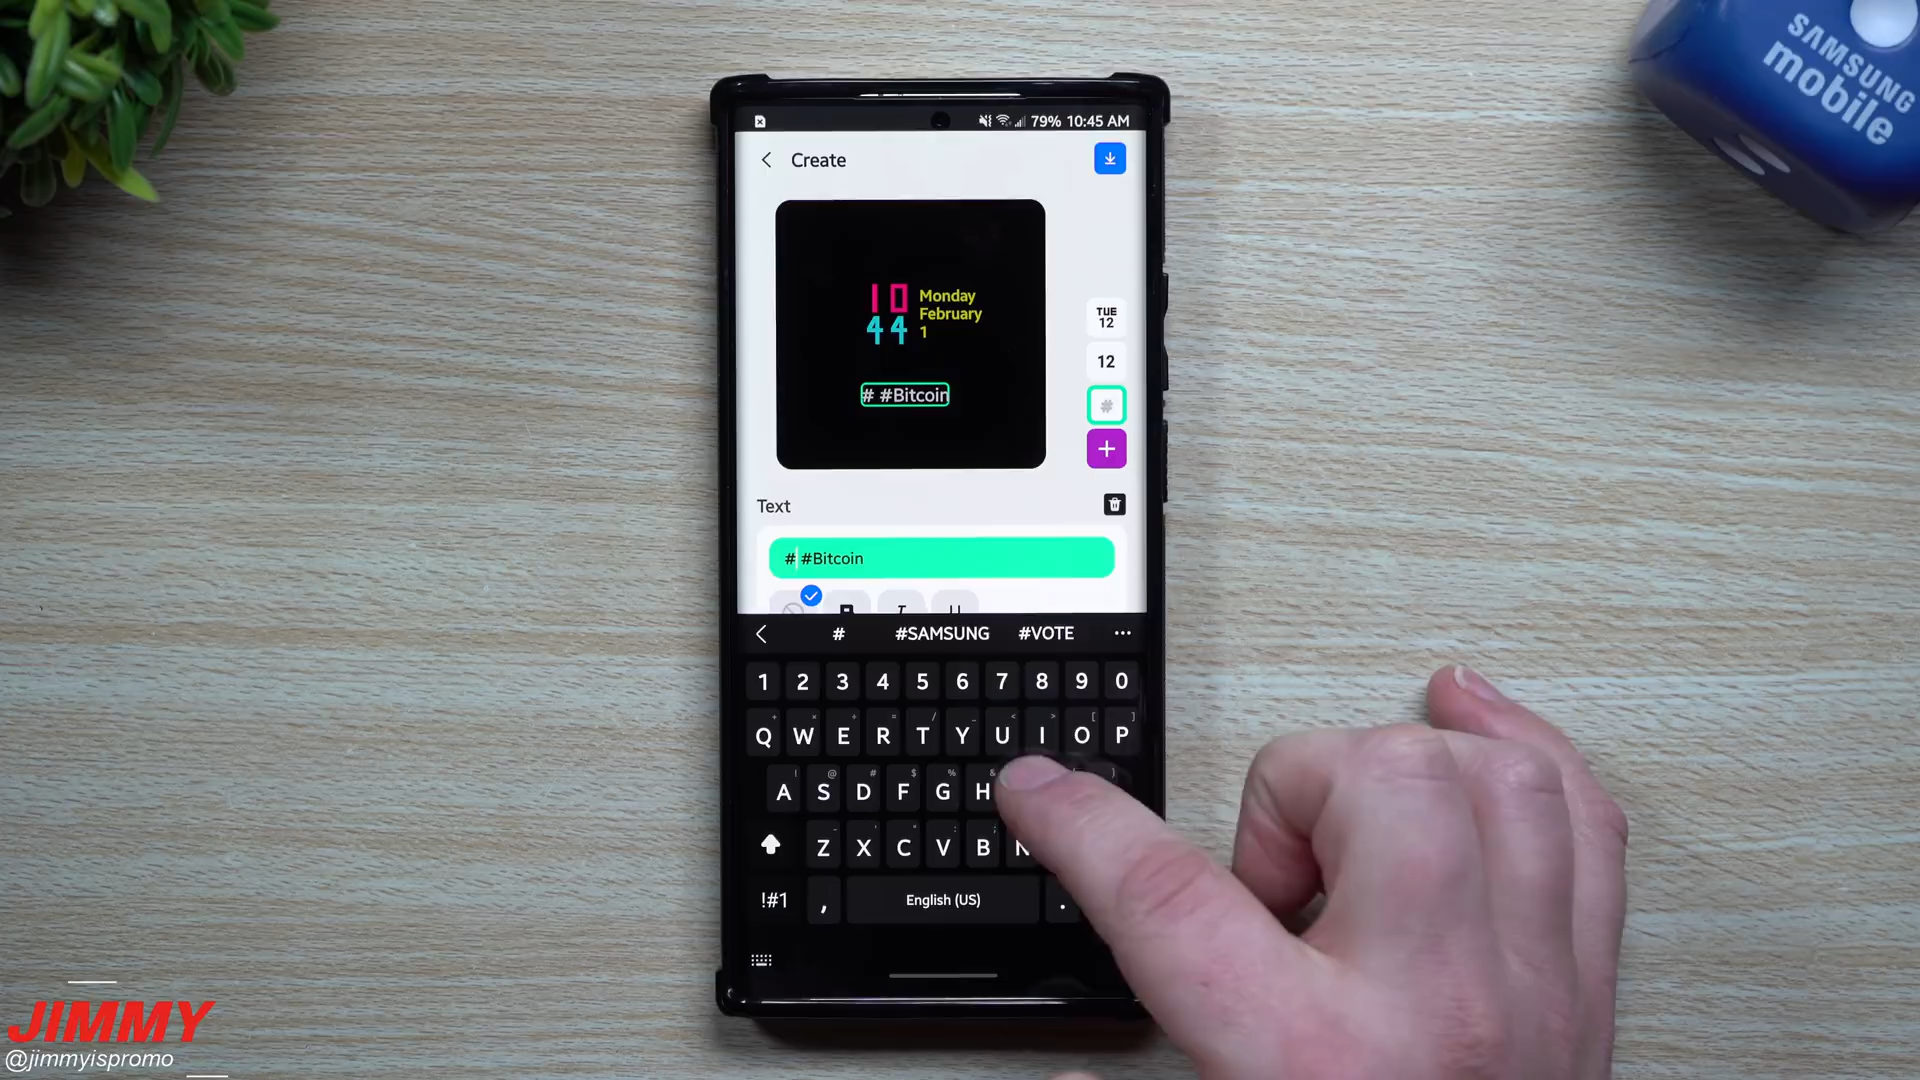 SAMSUNG
mobile
79% 10:45 AM
Create
10
44
Monday
February
1
# #Bitcoin
TUE
12
12
#
+
Text
# #Bitcoin
B I U
# #SAMSUNG #VOTE ...
1 2 3 4 5 6 7 8 9 0
Q W E R T Y U I O P
A S D F G H
Z X C V B N
!#1 , English (US) .
JIMMY
@jimmyispromo